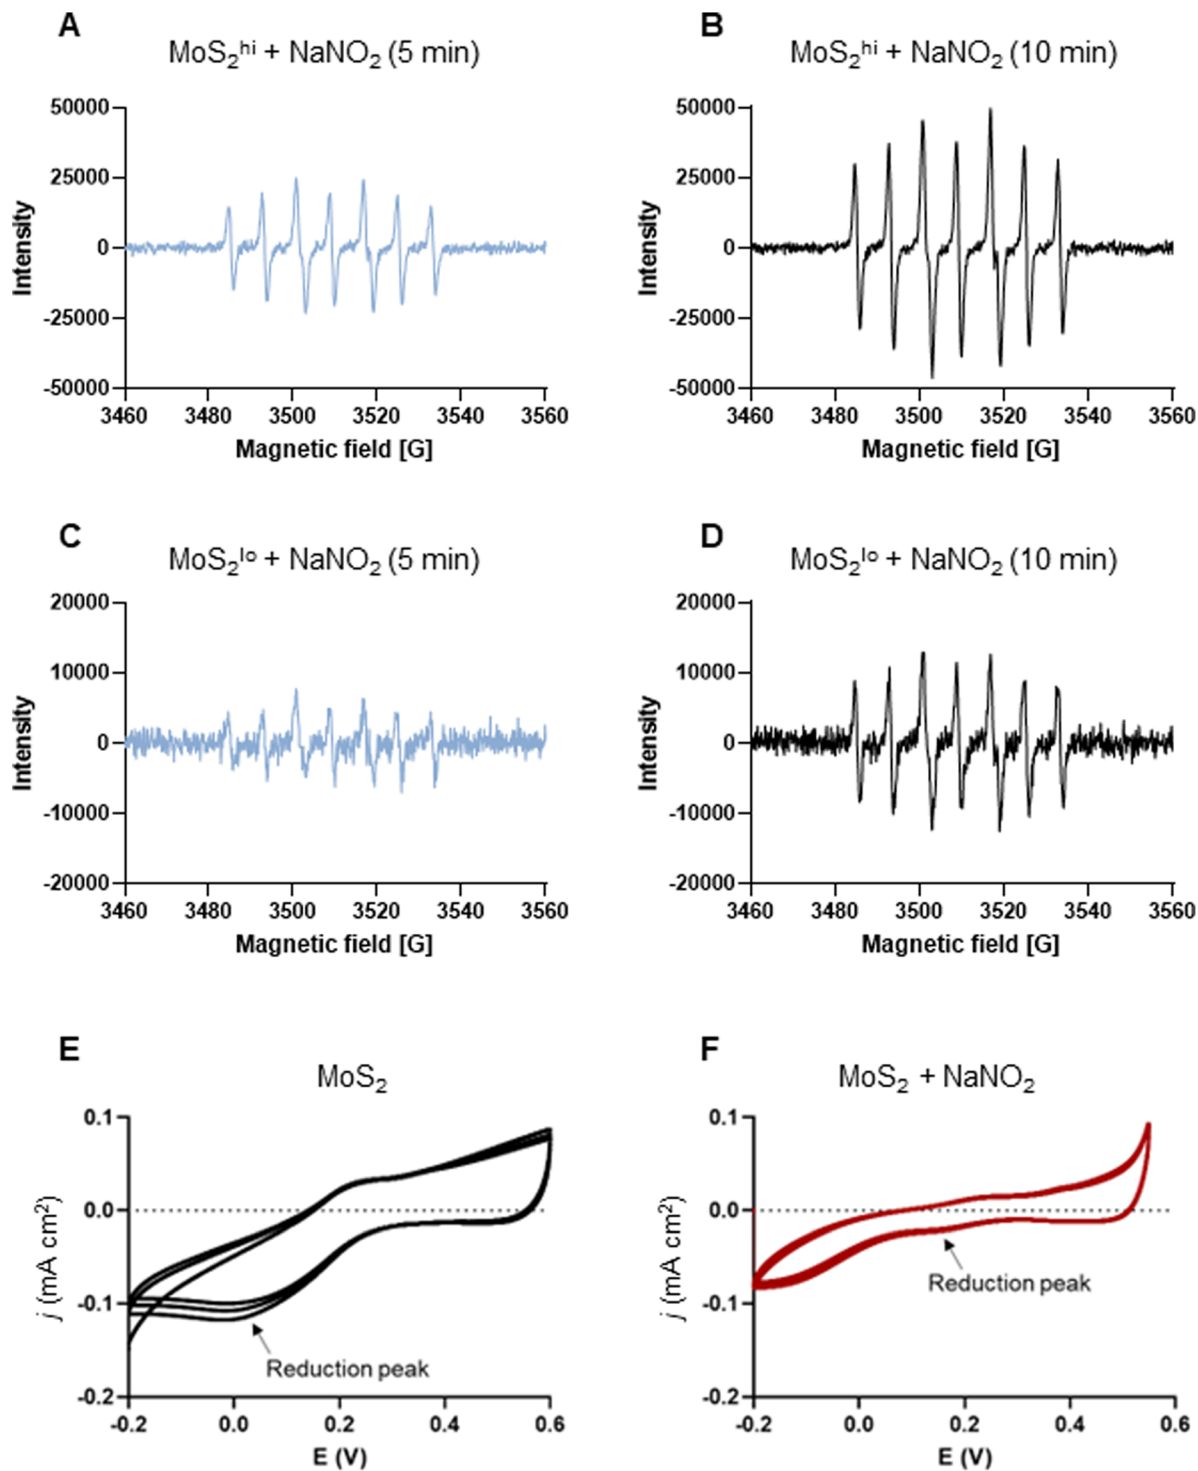 A
MoS₂ʰⁱ + NaNO₂ (5 min)
50000
25000
0
-25000
-50000
Intensity
3460 3480 3500 3520 3540 3560
Magnetic field [G]
B
MoS₂ʰⁱ + NaNO₂ (10 min)
50000
25000
0
-25000
-50000
Intensity
3460 3480 3500 3520 3540 3560
Magnetic field [G]
C
MoS₂ˡᵒ + NaNO₂ (5 min)
20000
10000
0
-10000
-20000
Intensity
3460 3480 3500 3520 3540 3560
Magnetic field [G]
D
MoS₂ˡᵒ + NaNO₂ (10 min)
20000
10000
0
-10000
-20000
Intensity
3460 3480 3500 3520 3540 3560
Magnetic field [G]
E
MoS₂
0.1
0.0
-0.1
-0.2
j (mA cm²)
Reduction peak
-0.2 0.0 0.2 0.4 0.6
E (V)
F
MoS₂ + NaNO₂
0.1
0.0
-0.1
-0.2
j (mA cm²)
Reduction peak
-0.2 0.0 0.2 0.4 0.6
E (V)